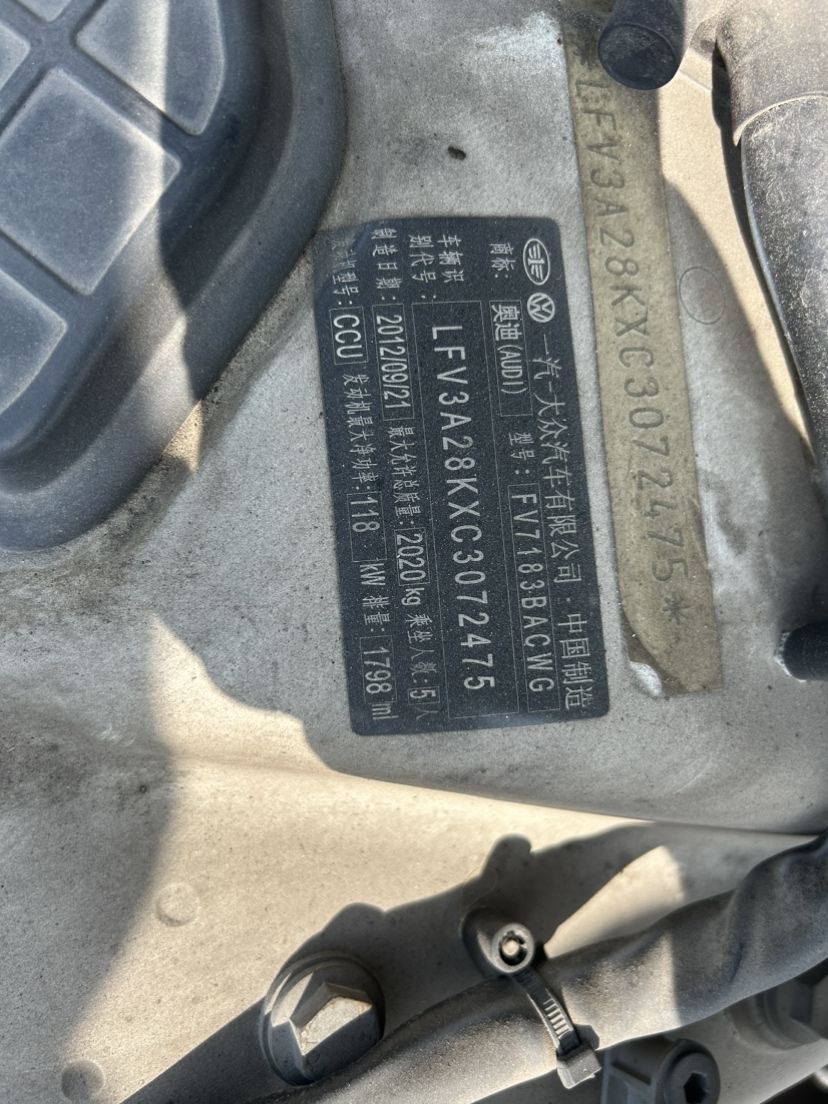 *LFV3A28KXC3072475*
一汽-大众汽车有限公司·中国制造
商标: 奥迪(AUDI) 型号: FV7183BACWG
车辆识别代号: LFV3A28KXC3072475
制造日期: 2012/09/21 最大允许总质量: 2020 kg 乘坐人数: 5 人
发动机型号: CCU 发动机最大净功率: 118 kW 排量: 1798 ml